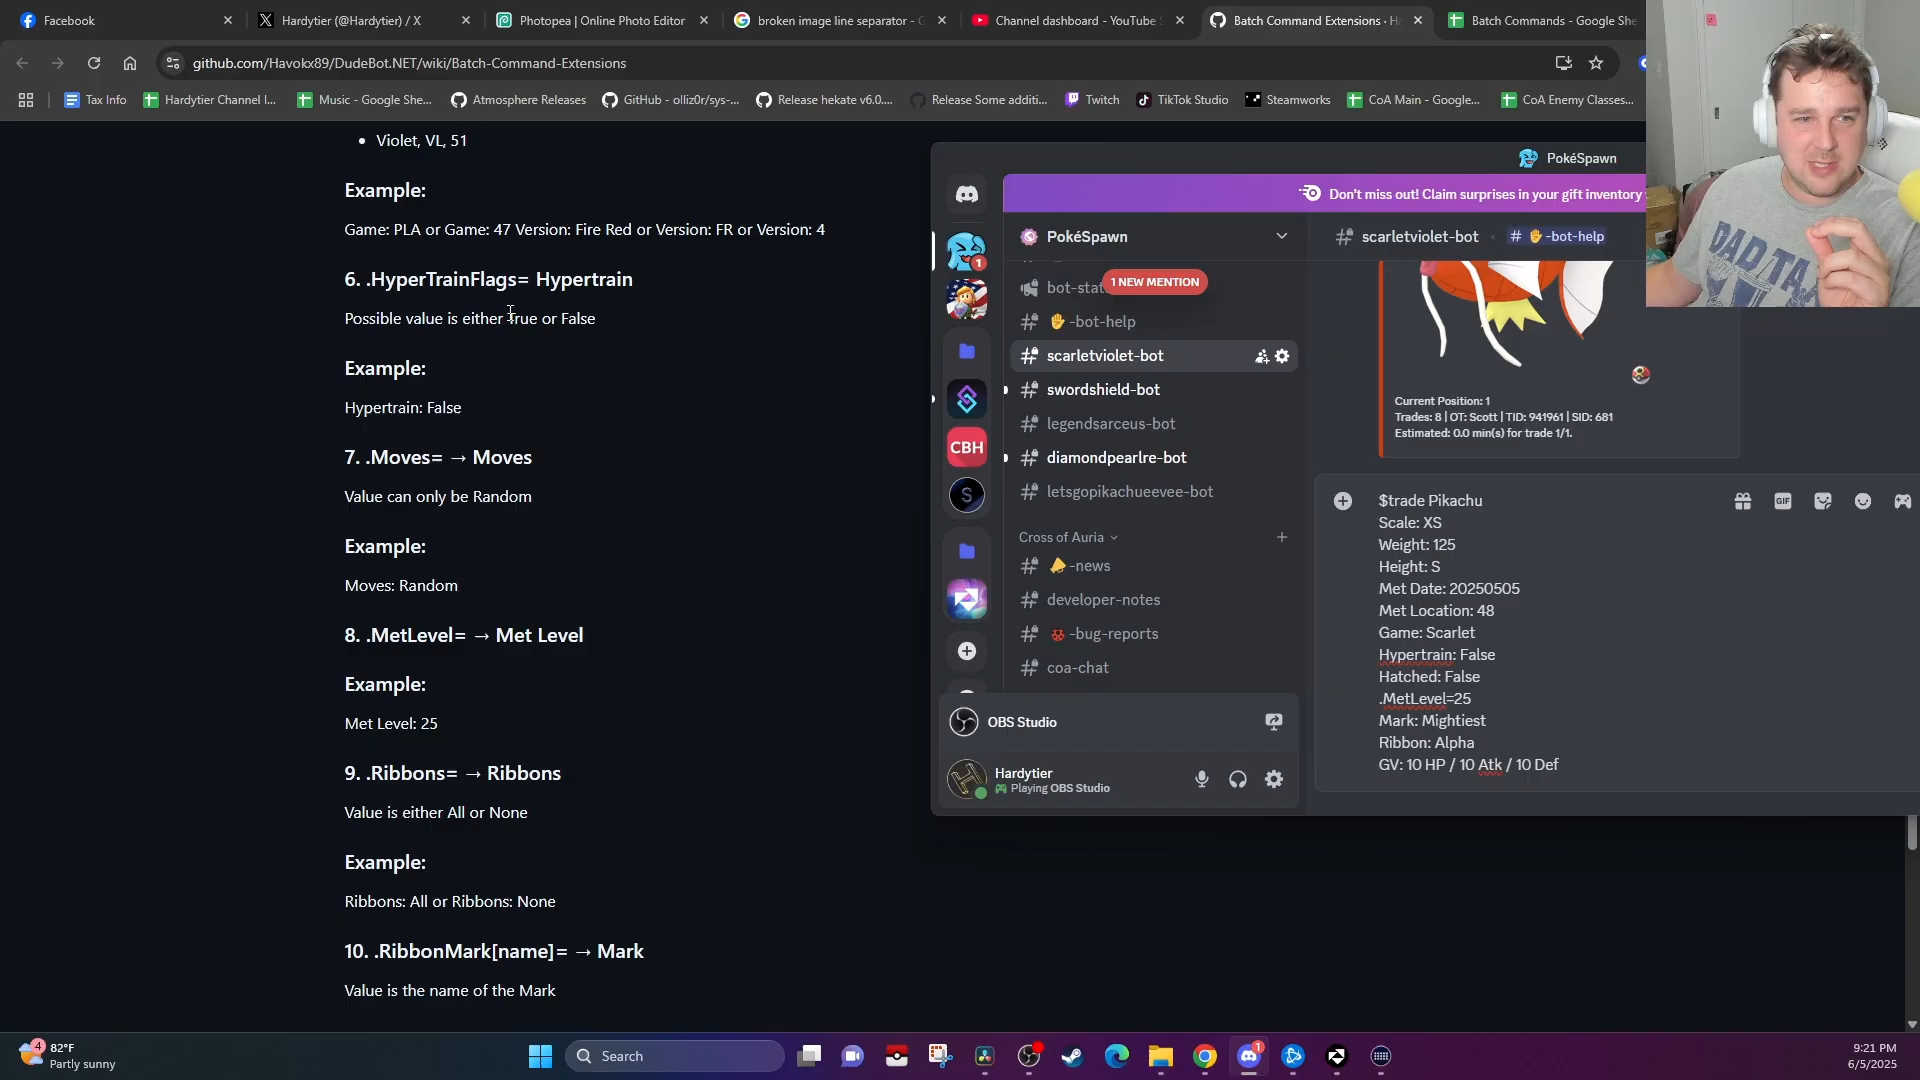 Facebook
Hardytier (@Hardytier) / X
Photopea | Online Photo Editor
broken image line separator - G
Channel dashboard - YouTube S
Batch Command Extensions · H
Batch Commands - Google She
github.com/Havokx89/DudeBot.NET/wiki/Batch-Command-Extensions
Tax Info
Hardytier Channel I...
Music - Google She...
Atmosphere Releases
GitHub - olliz0r/sys-...
Release hekate v6.0....
Release Some additi...
Twitch
TikTok Studio
Steamworks
CoA Main - Google...
CoA Enemy Classes...
Violet, VL, 51
Example:
Game: PLA or Game: 47 Version: Fire Red or Version: FR or Version: 4
6. .HyperTrainFlags= Hypertrain
Possible value is either True or False
Example:
Hypertrain: False
7. .Moves= → Moves
Value can only be Random
Example:
Moves: Random
8. .MetLevel= → Met Level
Example:
Met Level: 25
9. .Ribbons= → Ribbons
Value is either All or None
Example:
Ribbons: All or Ribbons: None
10. .RibbonMark[name]= → Mark
Value is the name of the Mark
PokéSpawn
Don't miss out! Claim surprises in your gift inventory
PokéSpawn
bot-stat
1 NEW MENTION
-bot-help
scarletviolet-bot
swordshield-bot
legendsarceus-bot
diamondpearlre-bot
letsgopikachueevee-bot
Cross of Auria
-news
developer-notes
-bug-reports
coa-chat
1
CBH
S
OBS Studio
Hardytier
Playing OBS Studio
scarletviolet-bot
-bot-help
Current Position: 1
Trades: 8 | OT: Scott | TID: 941961 | SID: 681
Estimated: 0.0 min(s) for trade 1/1.
$trade Pikachu
Scale: XS
Weight: 125
Height: S
Met Date: 20250505
Met Location: 48
Game: Scarlet
Hypertrain: False
Hatched: False
.MetLevel=25
Mark: Mightiest
Ribbon: Alpha
GV: 10 HP / 10 Atk / 10 Def
GIF
DAD TA
4
82°F
Partly sunny
Search
1
9:21 PM
6/5/2025